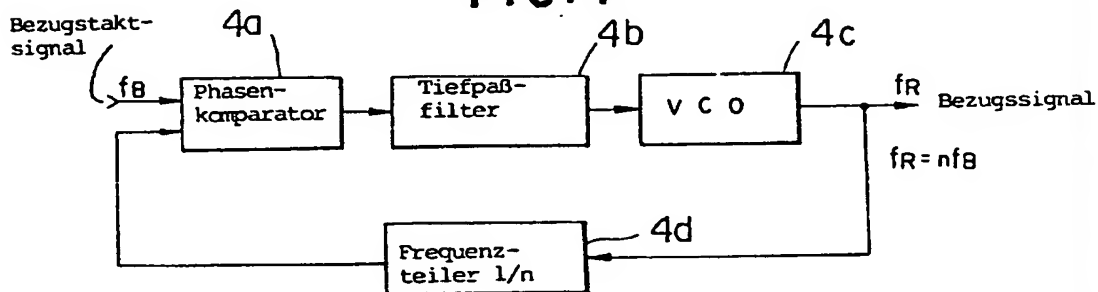 Bezugstakt-
signal
4a
4b
4c
fB
Phasen-
komparator
Tiefpaß-
filter
V C O
fR
Bezugssignal
fR = nfB
4d
Frequenz-
teiler 1/n